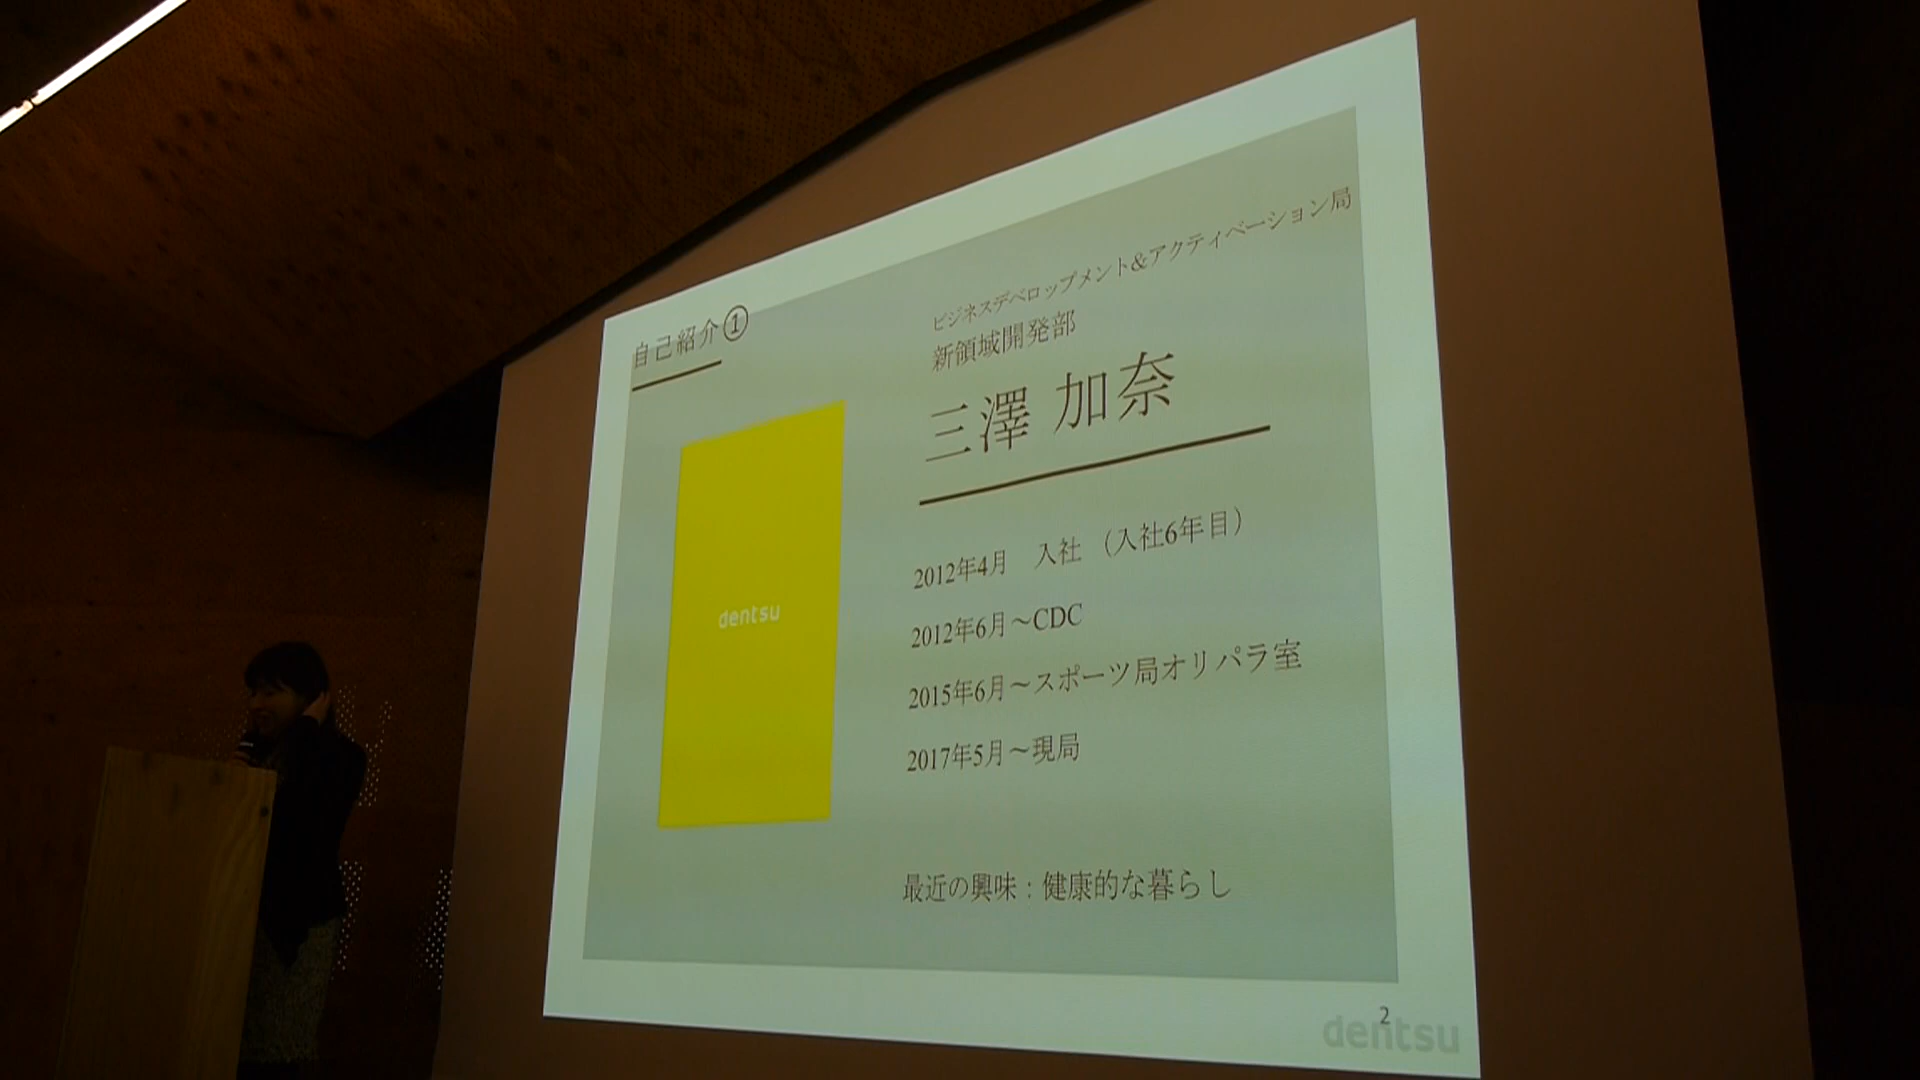 自己紹介①
ビジネスデベロップメント&アクティベーション局
新領域開発部
三澤 加奈
dentsu
2012年4月　入社 （入社6年目）
2012年6月～CDC
2015年6月～スポーツ局オリパラ室
2017年5月～現局
最近の興味：健康的な暮らし
2
dentsu